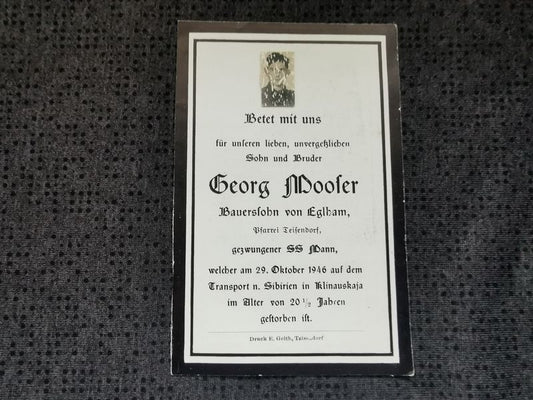 Betet mit uns
für unseren lieben, unvergeßlichen
Sohn und Bruder
Georg Mooser
Bauerssohn von Eglham,
Pfarrei Teisendorf,
gezwungener SS Mann,
welcher am 29. Oktober 1946 auf dem
Transport n. Sibirien in Klinauskaja
im Alter von 20 1/2 Jahren
gestorben ist.
Druck E. Geith,